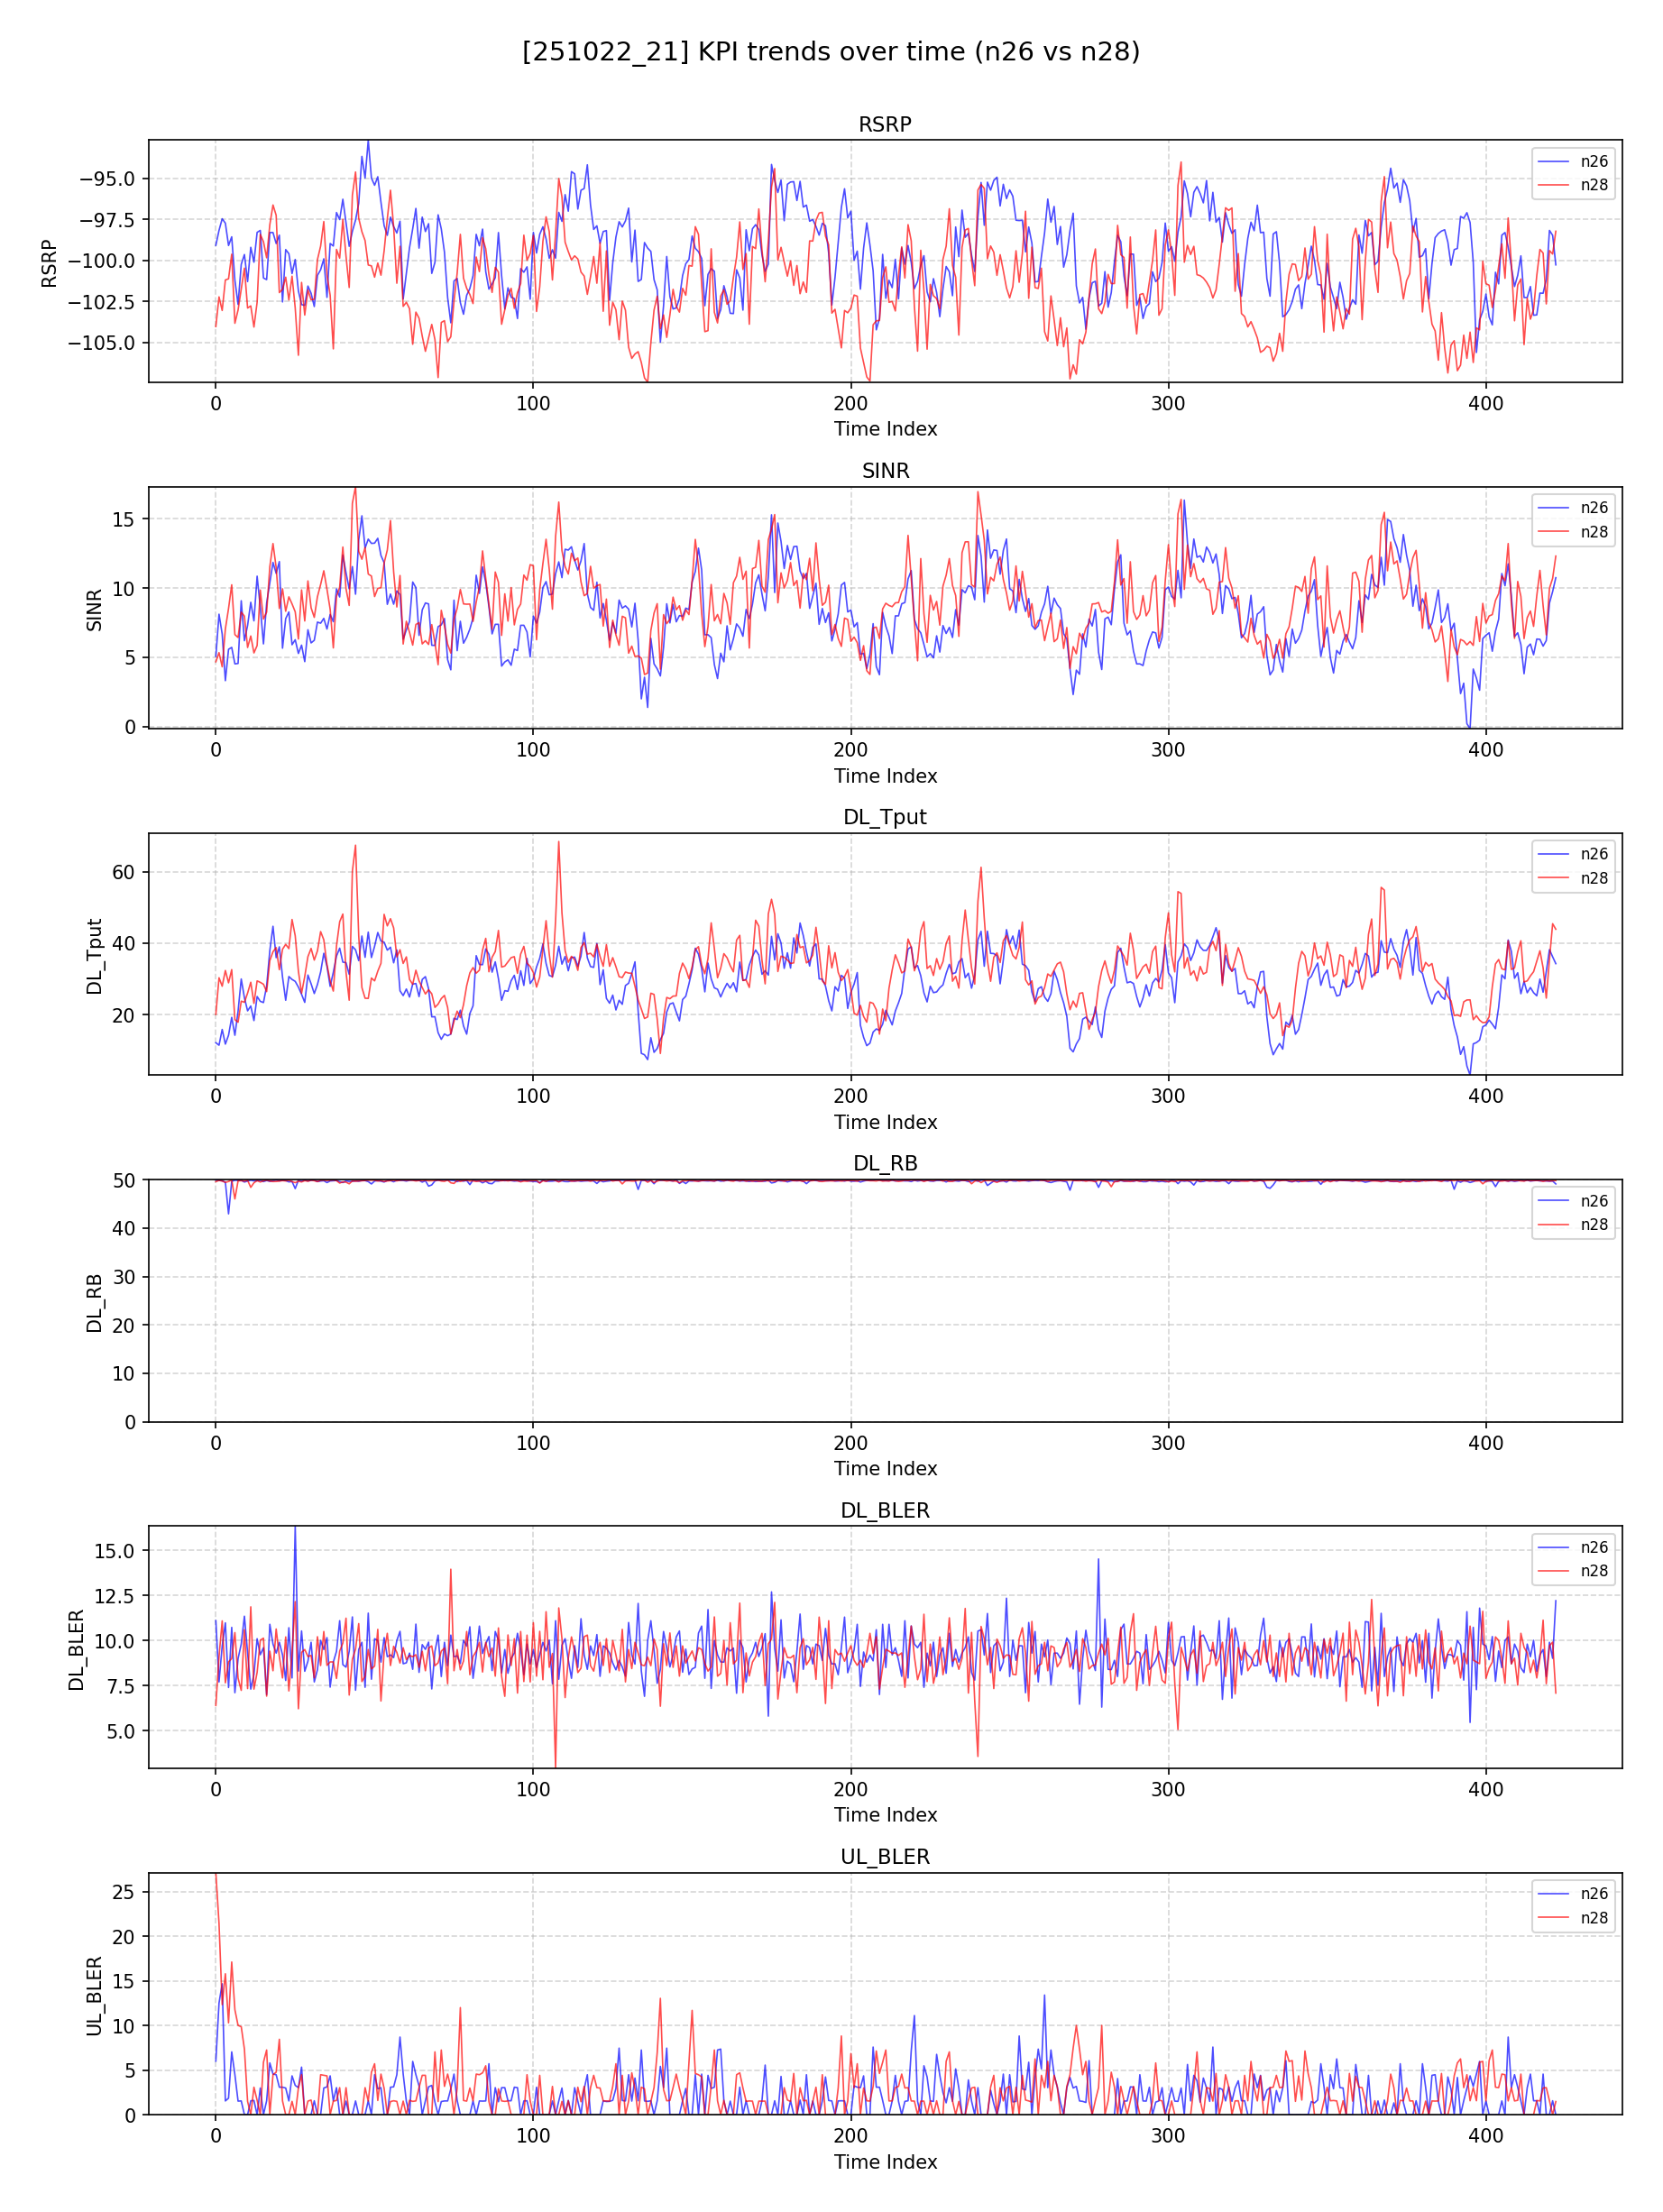 [251022_21] KPI trends over time (n26 vs n28)
RSRP
RSRP
−95.0
−97.5
−100.0
−102.5
−105.0
n26
n28
0 100 200 300 400
Time Index
SINR
SINR
15
10
5
0
n26
n28
0 100 200 300 400
Time Index
DL_Tput
DL_Tput
60
40
20
n26
n28
0 100 200 300 400
Time Index
DL_RB
DL_RB
50
40
30
20
10
0
n26
n28
0 100 200 300 400
Time Index
DL_BLER
DL_BLER
15.0
12.5
10.0
7.5
5.0
n26
n28
0 100 200 300 400
Time Index
UL_BLER
UL_BLER
25
20
15
10
5
0
n26
n28
0 100 200 300 400
Time Index